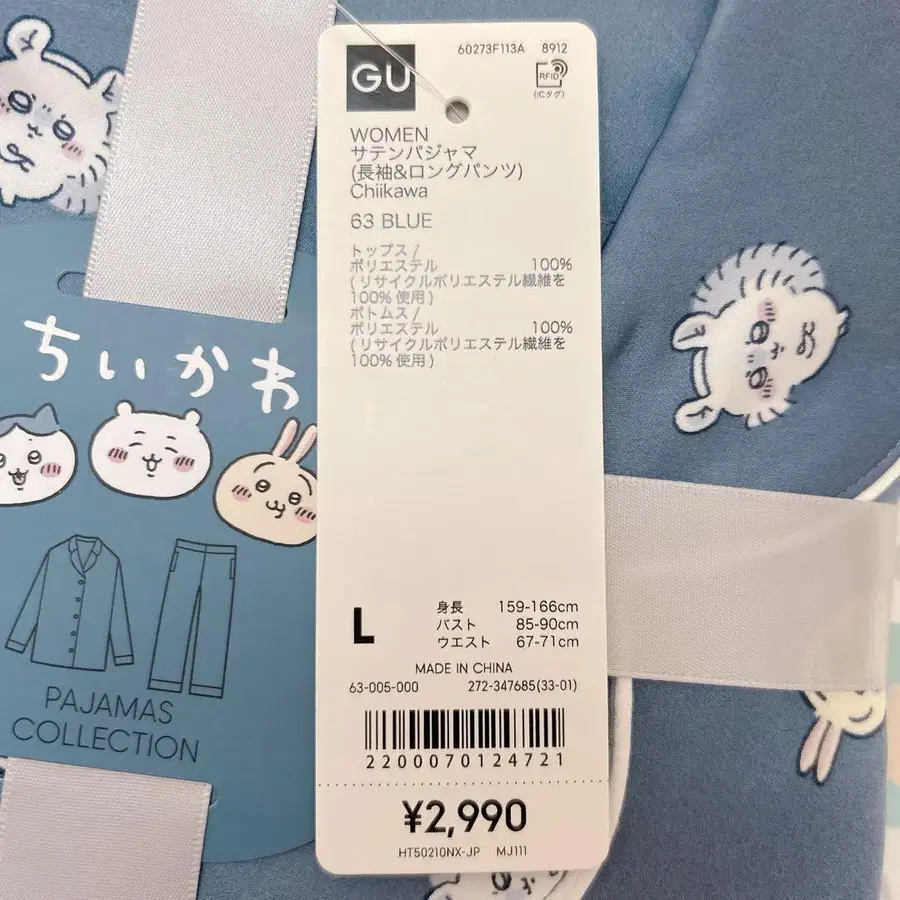 60273F113A 8912
GU
RFID
(ICタグ)
WOMEN
サテンパジャマ
(長袖&ロングパンツ)
Chiikawa
63 BLUE
トップス/
ポリエステル 100%
(リサイクルポリエステル繊維を
100% 使用)
ボトムス/
ポリエステル 100%
(リサイクルポリエステル繊維を
100% 使用)
L
身長 159-166cm
バスト 85-90cm
ウエスト 67-71cm
MADE IN CHINA
63-005-000 272-347685(33-01)
2200070124721
¥2,990
HT50210NX-JP MJ111
ちいかわ
PAJAMAS
COLLECTION